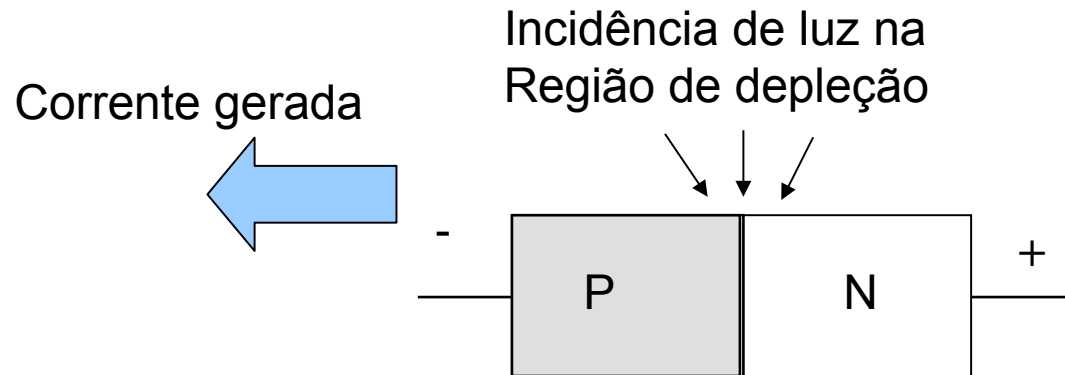 Incidência de luz na
Região de depleção
Corrente gerada
-
+
P
N